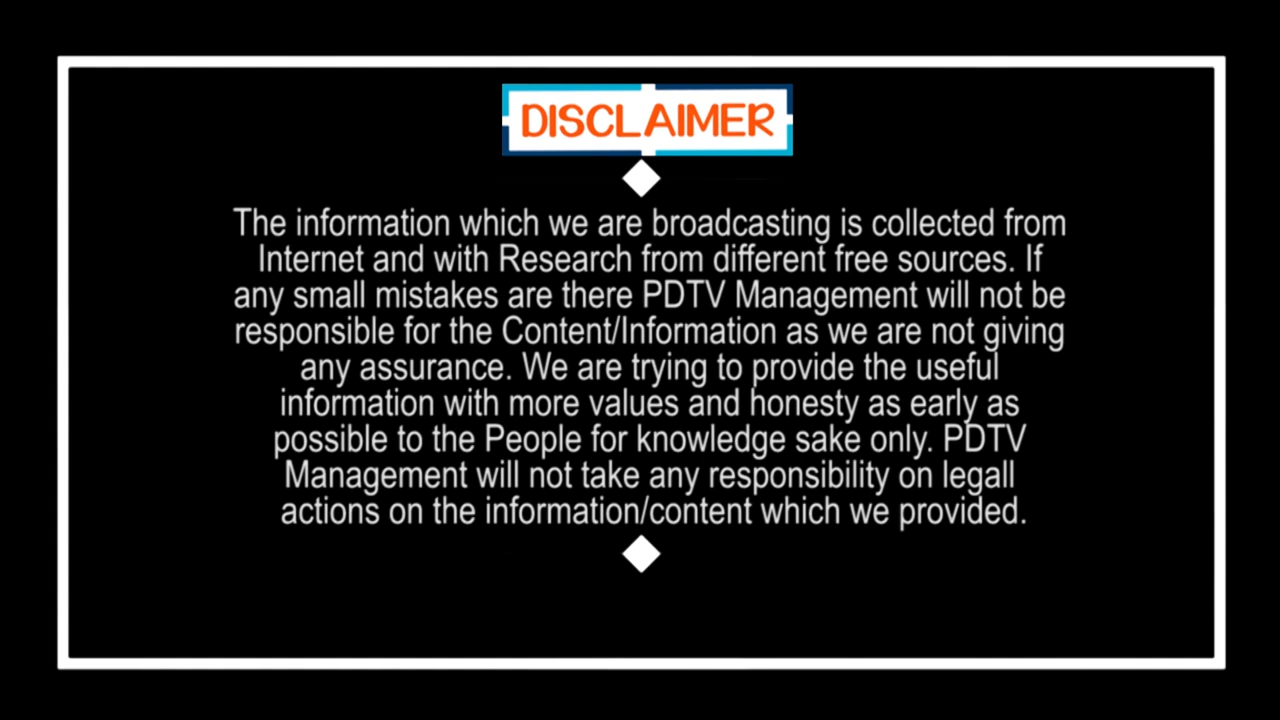 DISCLAIMER
The information which we are broadcasting is collected from
Internet and with Research from different free sources. If
any small mistakes are there PDTV Management will not be
responsible for the Content/Information as we are not giving
any assurance. We are trying to provide the useful
information with more values and honesty as early as
possible to the People for knowledge sake only. PDTV
Management will not take any responsibility on legall
actions on the information/content which we provided.